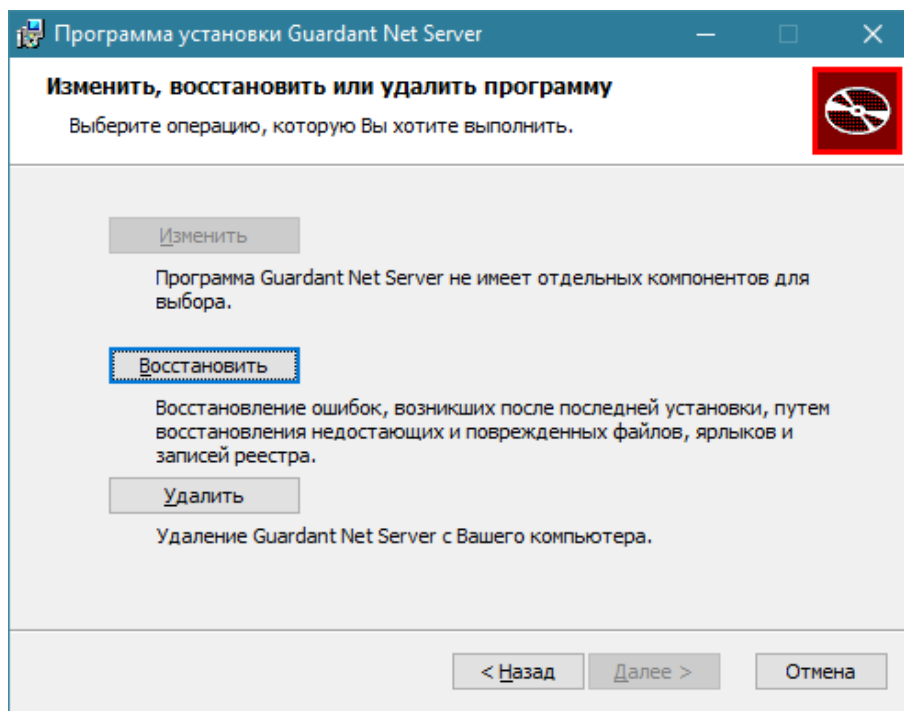 Программа установки Guardant Net Server
Изменить, восстановить или удалить программу
Выберите операцию, которую Вы хотите выполнить.
Изменить
Программа Guardant Net Server не имеет отдельных компонентов для
выбора.
Восстановить
Восстановление ошибок, возникших после последней установки, путем
восстановления недостающих и поврежденных файлов, ярлыков и
записей реестра.
Удалить
Удаление Guardant Net Server с Вашего компьютера.
< Назад Далее > Отмена